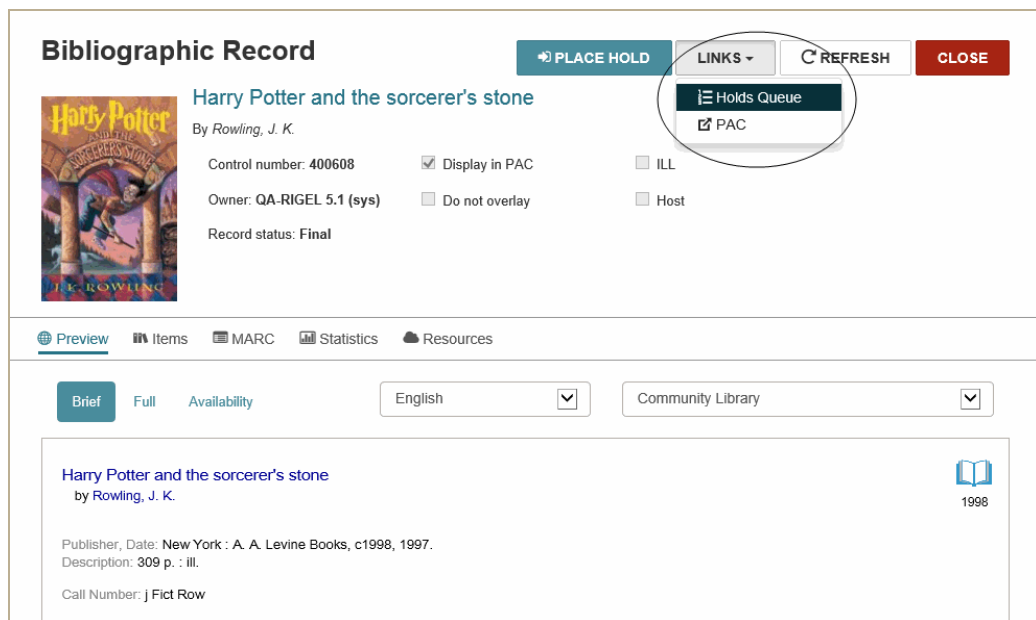 Bibliographic Record
PLACE HOLD
LINKS
REFRESH
CLOSE
Holds Queue
PAC
Harry Potter
AND THE
SORCERER'S STONE
J. K. ROWLING
Harry Potter and the sorcerer's stone
By Rowling, J. K.
Control number: 400608 Display in PAC ILL
Owner: QA-RIGEL 5.1 (sys) Do not overlay Host
Record status: Final
Preview Items MARC Statistics Resources
Brief Full Availability English Community Library
Harry Potter and the sorcerer's stone
by Rowling, J. K.
1998
Publisher, Date: New York : A. A. Levine Books, c1998, 1997.
Description: 309 p. : ill.
Call Number: j Fict Row